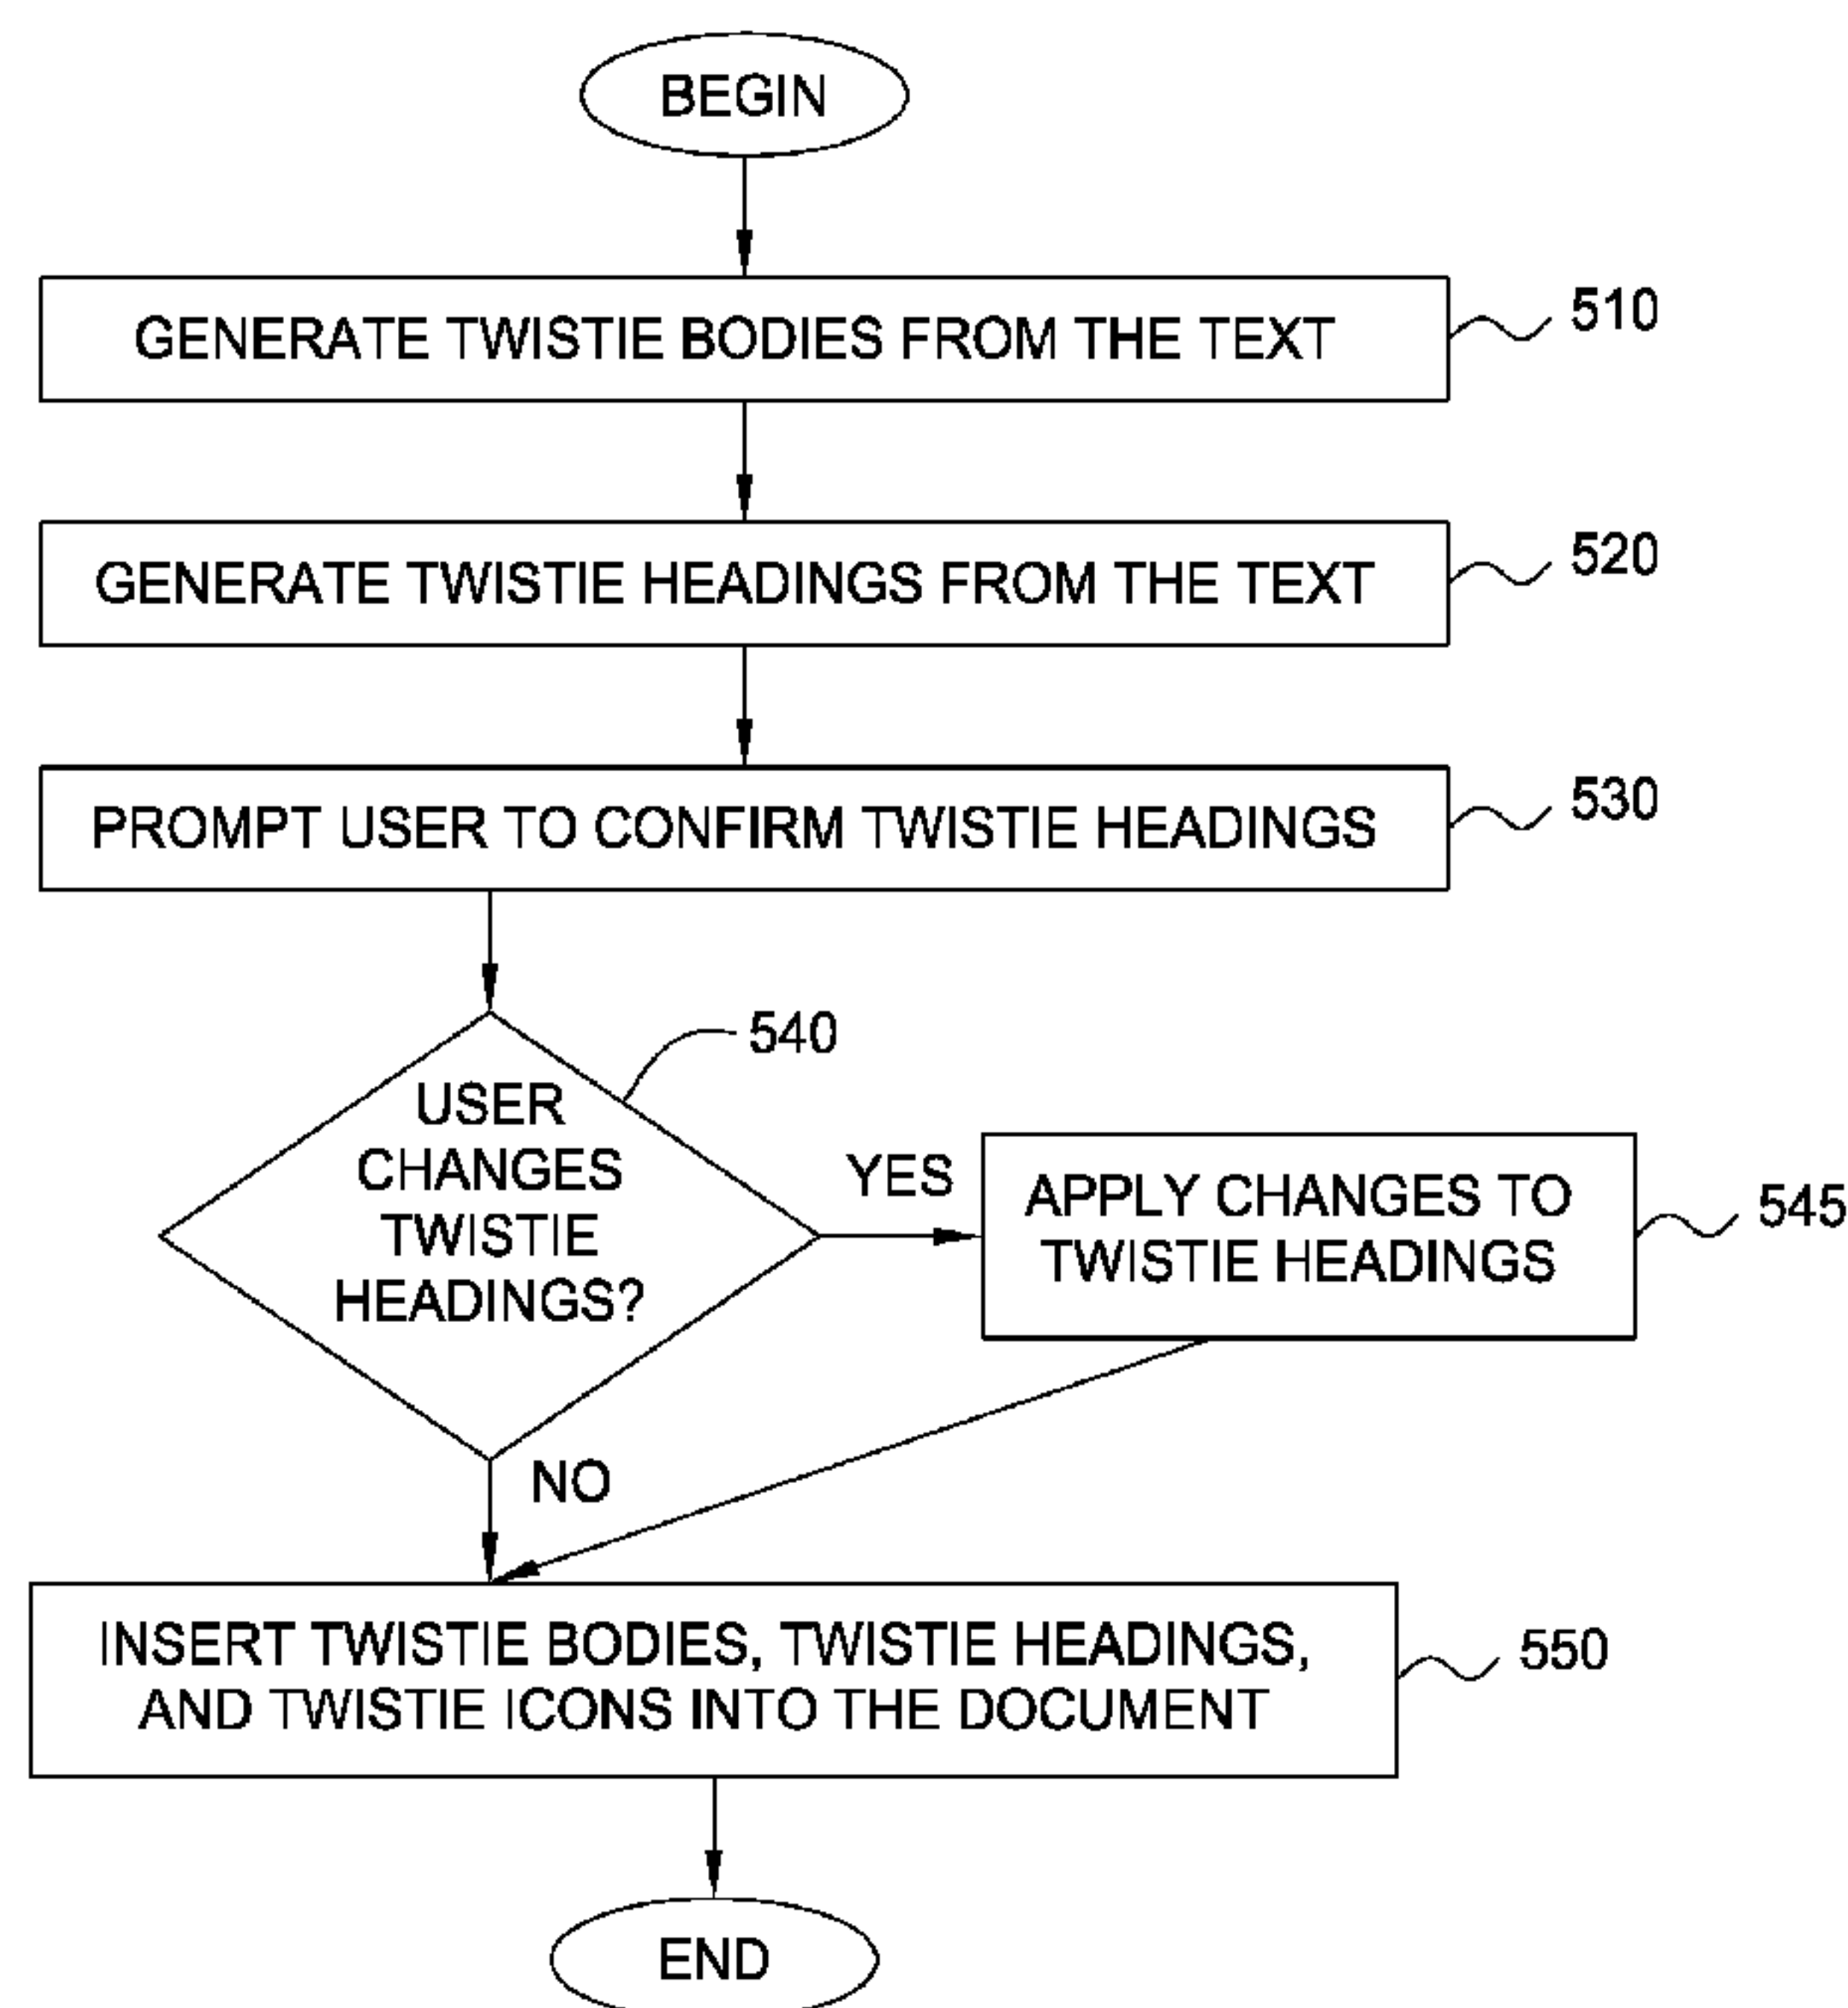 BEGIN
GENERATE TWISTIE BODIES FROM THE TEXT
510
GENERATE TWISTIE HEADINGS FROM THE TEXT
520
PROMPT USER TO CONFIRM TWISTIE HEADINGS
530
540
USER
CHANGES
TWISTIE
HEADINGS?
YES
APPLY CHANGES TO
TWISTIE HEADINGS
545
NO
INSERT TWISTIE BODIES, TWISTIE HEADINGS,
AND TWISTIE ICONS INTO THE DOCUMENT
550
END